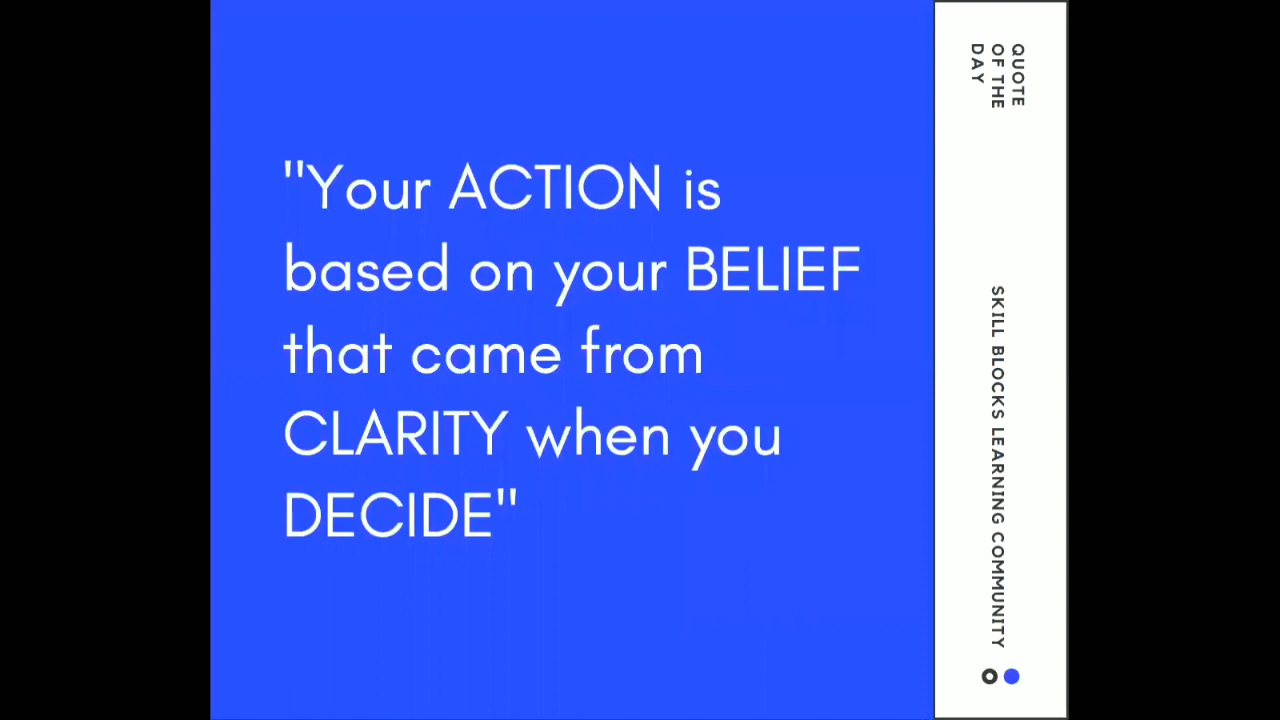 "Your ACTION is
based on your BELIEF
that came from
CLARITY when you
DECIDE"
QUOTE
OF THE
DAY
SKILL BLOCKS LEARNING COMMUNITY